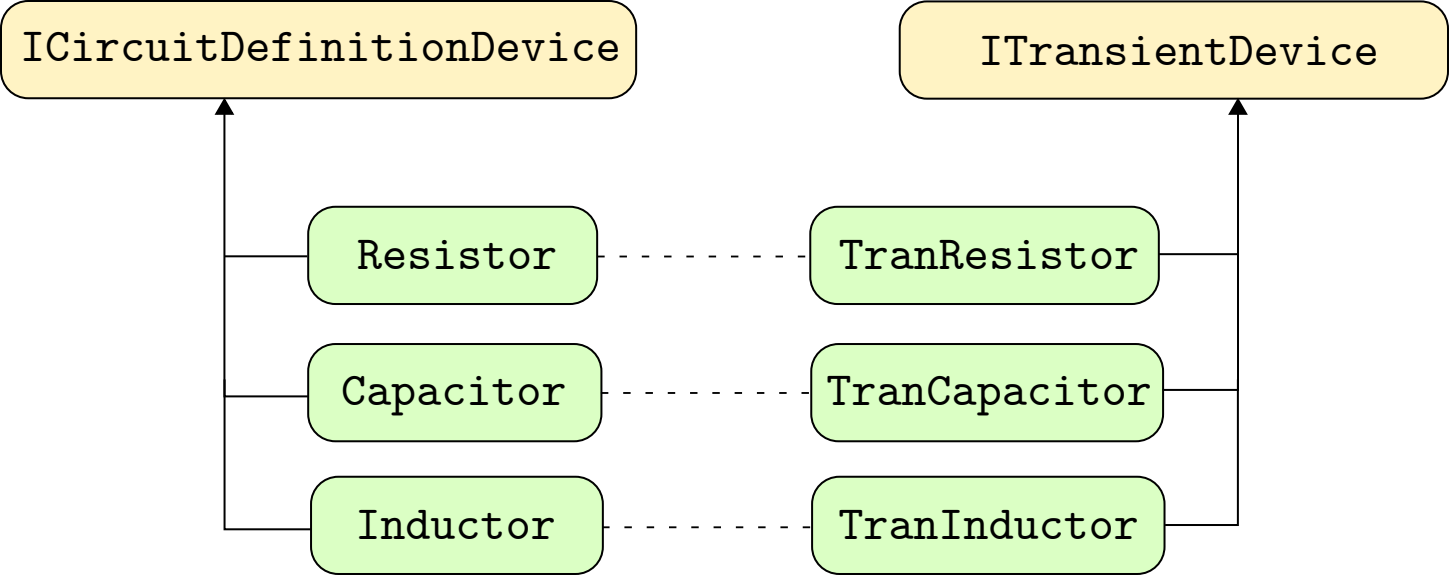 ICircuitDefinitionDevice
ITransientDevice
Resistor
TranResistor
Capacitor
TranCapacitor
Inductor
TranInductor